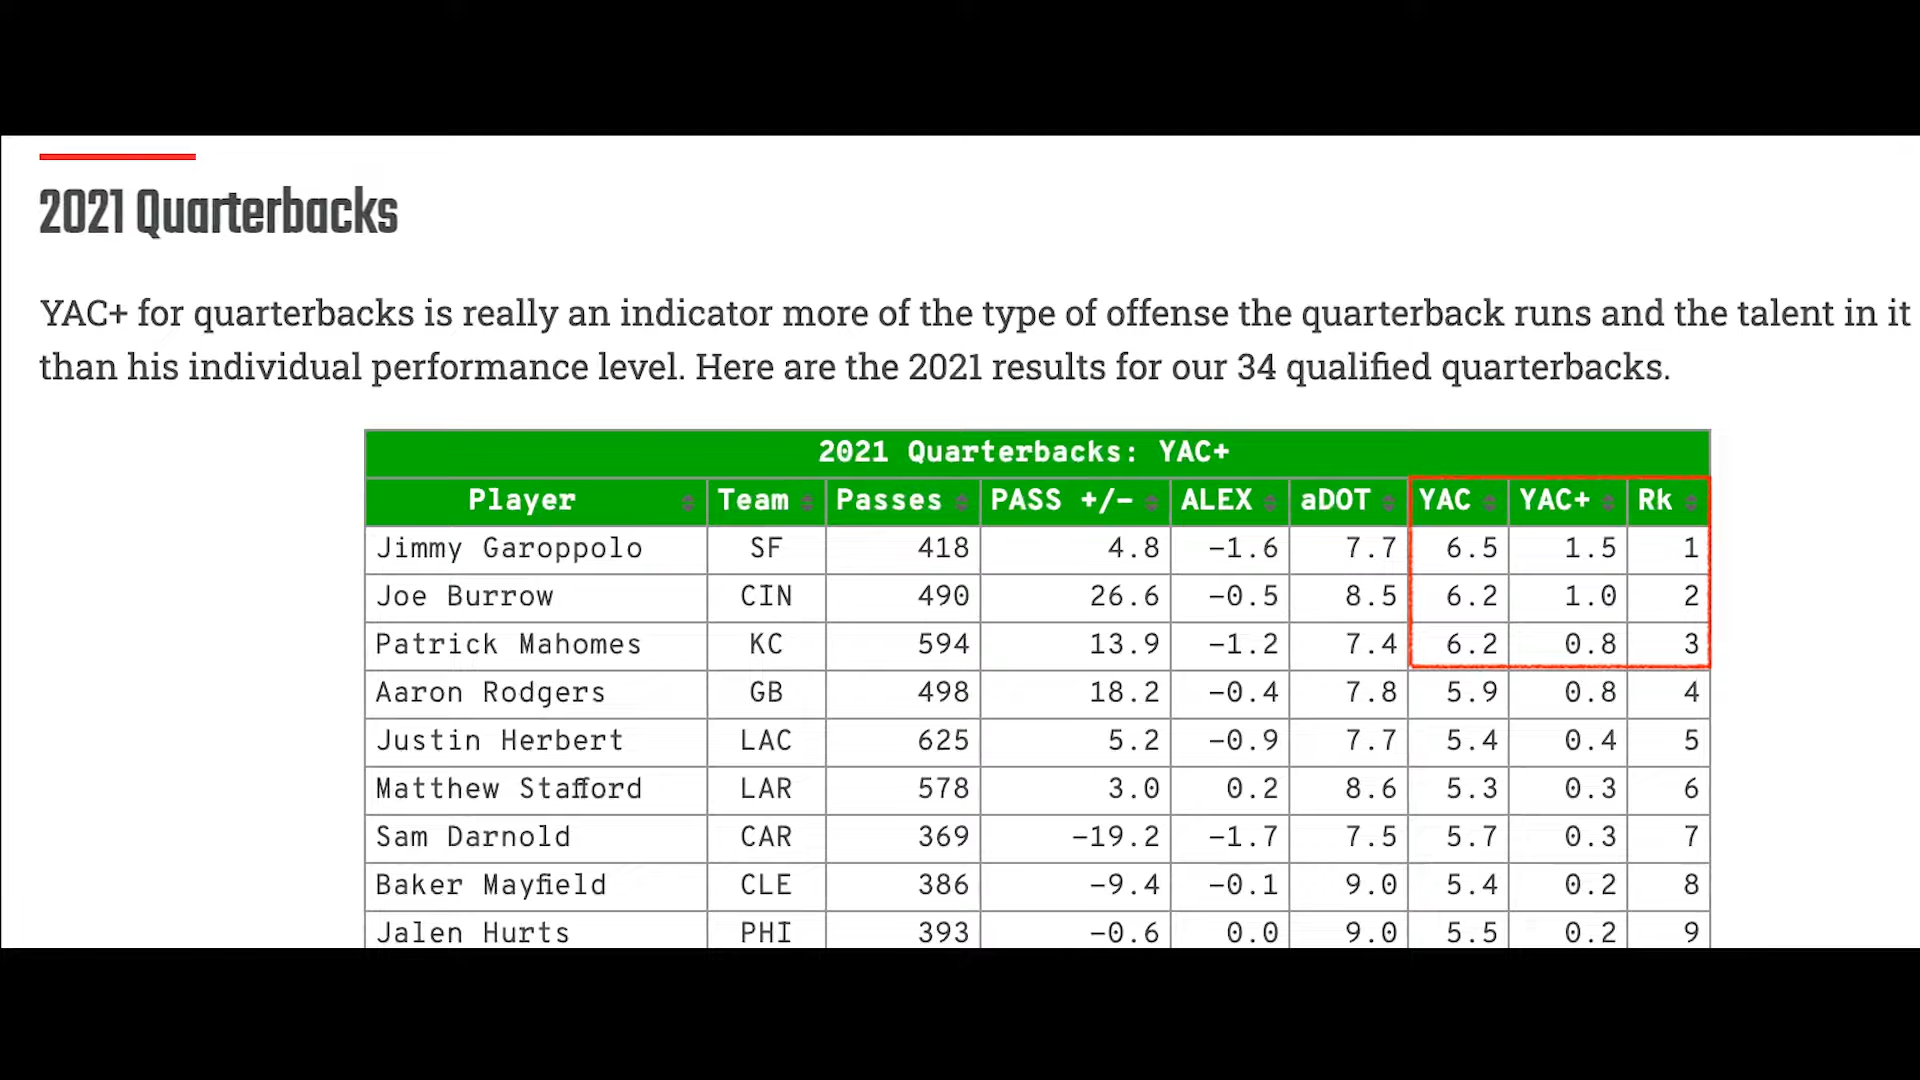 2021 Quarterbacks
YAC+ for quarterbacks is really an indicator more of the type of offense the quarterback runs and the talent in it
than his individual performance level. Here are the 2021 results for our 34 qualified quarterbacks.
2021 Quarterbacks: YAC+
Player Team Passes PASS +/- ALEX aDOT YAC YAC+ Rk
Jimmy Garoppolo SF 418 4.8 -1.6 7.7 6.5 1.5 1
Joe Burrow CIN 490 26.6 -0.5 8.5 6.2 1.0 2
Patrick Mahomes KC 594 13.9 -1.2 7.4 6.2 0.8 3
Aaron Rodgers GB 498 18.2 -0.4 7.8 5.9 0.8 4
Justin Herbert LAC 625 5.2 -0.9 7.7 5.4 0.4 5
Matthew Stafford LAR 578 3.0 0.2 8.6 5.3 0.3 6
Sam Darnold CAR 369 -19.2 -1.7 7.5 5.7 0.3 7
Baker Mayfield CLE 386 -9.4 -0.1 9.0 5.4 0.2 8
Jalen Hurts PHI 393 -0.6 0.0 9.0 5.5 0.2 9